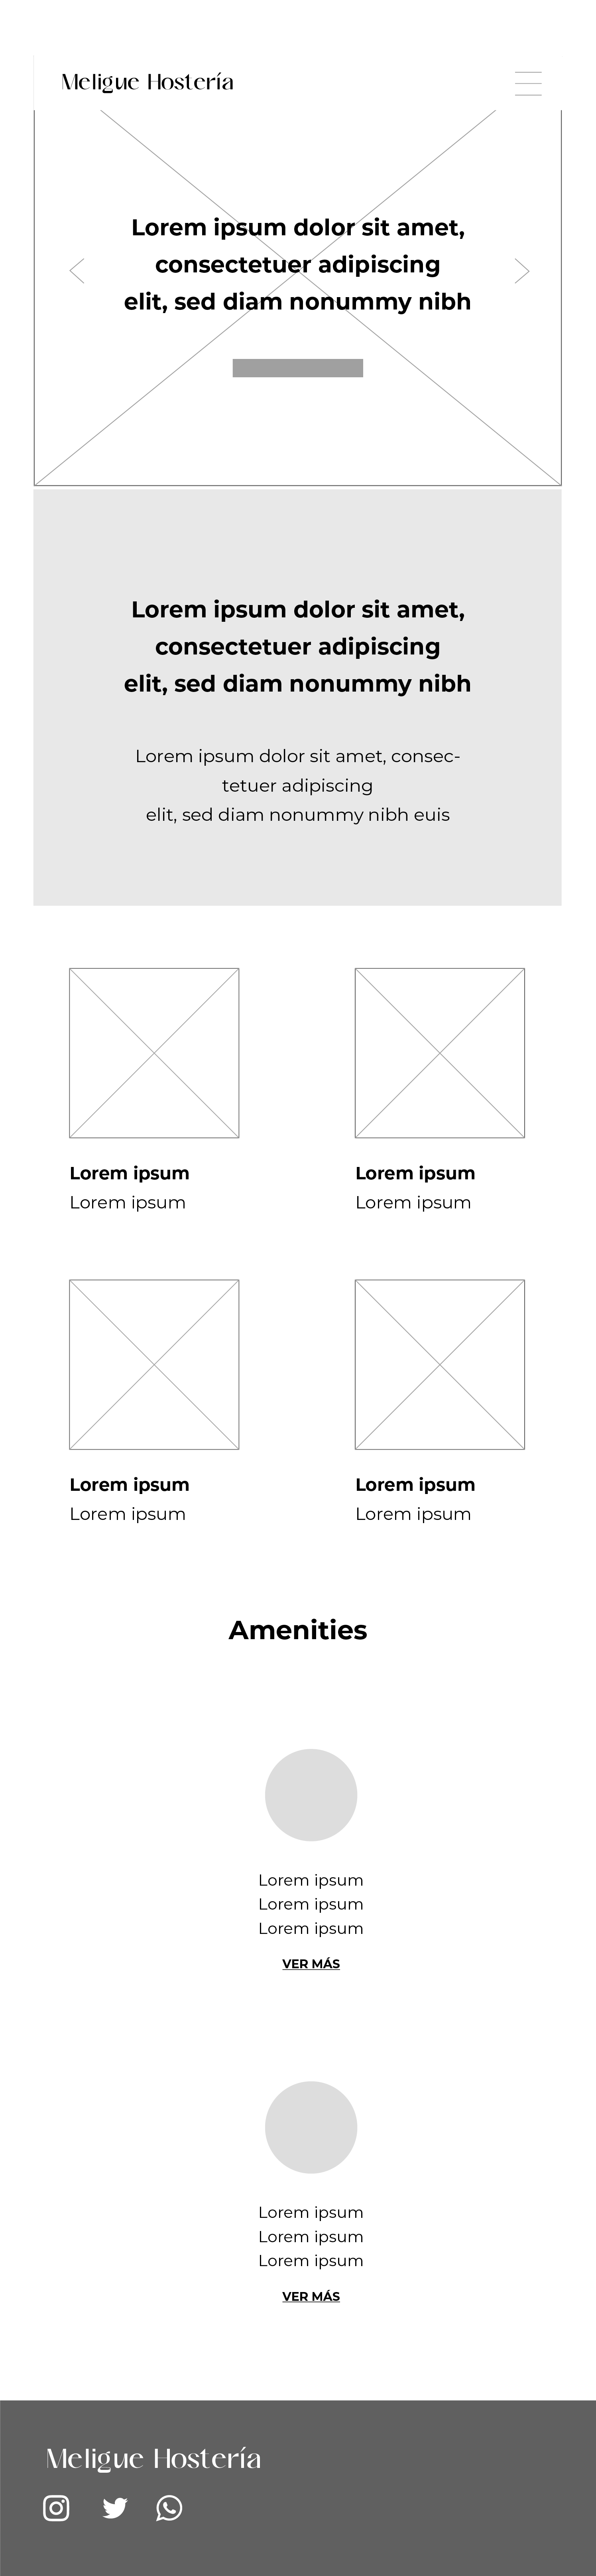 Meligue Hostería
Lorem ipsum dolor sit amet,
consectetuer adipiscing
elit, sed diam nonummy nibh
Lorem ipsum dolor sit amet,
consectetuer adipiscing
elit, sed diam nonummy nibh
Lorem ipsum dolor sit amet, consec-
tetuer adipiscing
elit, sed diam nonummy nibh euis
Lorem ipsum
Lorem ipsum
Lorem ipsum
Lorem ipsum
Lorem ipsum
Lorem ipsum
Lorem ipsum
Lorem ipsum
Amenities
Lorem ipsum
Lorem ipsum
Lorem ipsum
VER MÁS
Lorem ipsum
Lorem ipsum
Lorem ipsum
VER MÁS
Meligue Hostería